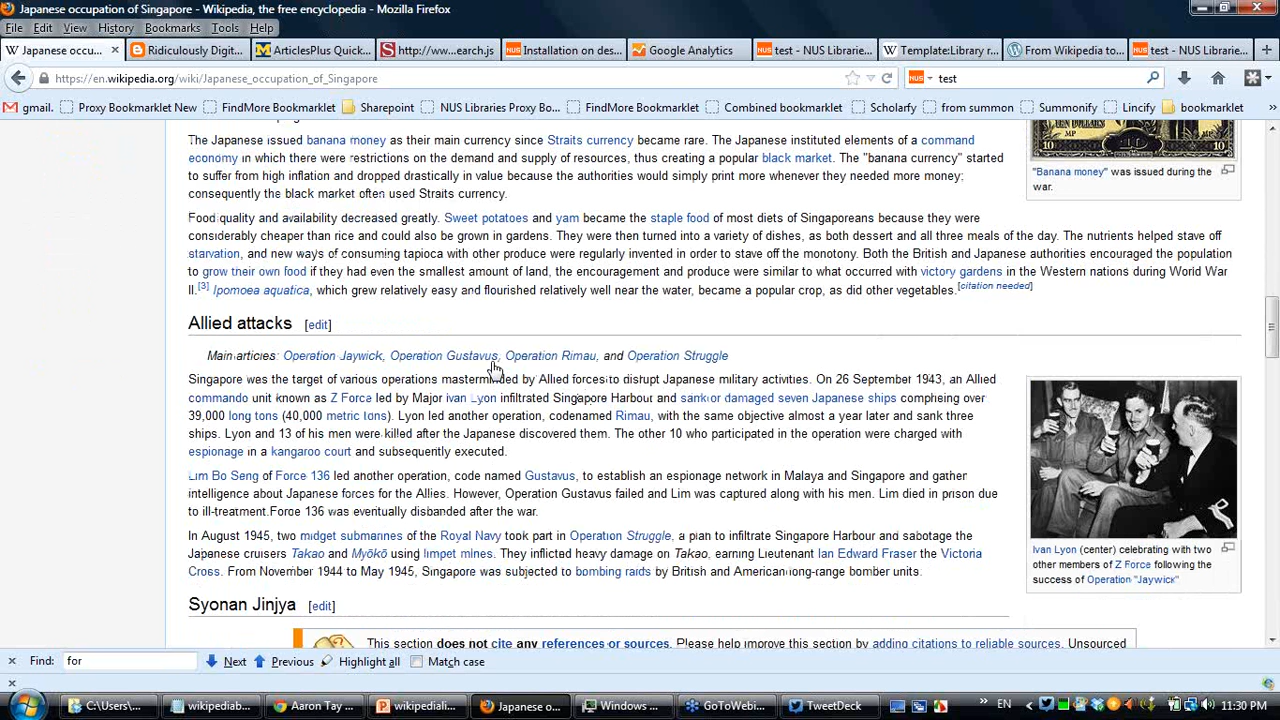 Japanese occupation of Singapore - Wikipedia, the free encyclopedia - Mozilla Firefox
File Edit View History Bookmarks Tools Help
Japanese occu... Ridiculously Digit... ArticlesPlus Quick... http://ww...earch.js Installation on des... Google Analytics test - NUS Librarie... Template:Library r... From Wikipedia to... test - NUS Librarie...
https://en.wikipedia.org/wiki/Japanese_occupation_of_Singapore test
gmail. Proxy Bookmarklet New FindMore Bookmarklet Sharepoint NUS Libraries Proxy Bo... FindMore Bookmarklet Combined bookmarklet Scholarfy from summon Summonify Lincify bookmarklet
The Japanese issued banana money as their main currency since Straits currency became rare. The Japanese instituted elements of a command
economy in which there were restrictions on the demand and supply of resources, thus creating a popular black market. The "banana currency" started
to suffer from high inflation and dropped drastically in value because the authorities would simply print more whenever they needed more money;
consequently the black market often used Straits currency.
MP MP
"Banana money" was issued during the
war.
Food quality and availability decreased greatly. Sweet potatoes and yam became the staple food of most diets of Singaporeans because they were
considerably cheaper than rice and could also be grown in gardens. They were then turned into a variety of dishes, as both dessert and all three meals of the day. The nutrients helped stave off
starvation, and new ways of consuming tapioca with other produce were regularly invented in order to stave off the monotony. Both the British and Japanese authorities encouraged the population
to grow their own food if they had even the smallest amount of land, the encouragement and produce were similar to what occurred with victory gardens in the Western nations during World War
II.[3] Ipomoea aquatica, which grew relatively easy and flourished relatively well near the water, became a popular crop, as did other vegetables.[citation needed]
Allied attacks [edit]
Main articles: Operation Jaywick, Operation Gustavus, Operation Rimau, and Operation Struggle
Singapore was the target of various operations masterminded by Allied forces to disrupt Japanese military activities. On 26 September 1943, an Allied
commando unit known as Z Force led by Major Ivan Lyon infiltrated Singapore Harbour and sank or damaged seven Japanese ships comprising over
39,000 long tons (40,000 metric tons). Lyon led another operation, codenamed Rimau, with the same objective almost a year later and sank three
ships. Lyon and 13 of his men were killed after the Japanese discovered them. The other 10 who participated in the operation were charged with
espionage in a kangaroo court and subsequently executed.
Lim Bo Seng of Force 136 led another operation, code named Gustavus, to establish an espionage network in Malaya and Singapore and gather
intelligence about Japanese forces for the Allies. However, Operation Gustavus failed and Lim was captured along with his men. Lim died in prison due
to ill-treatment.Force 136 was eventually disbanded after the war.
In August 1945, two midget submarines of the Royal Navy took part in Operation Struggle, a plan to infiltrate Singapore Harbour and sabotage the
Japanese cruisers Takao and Myōkō using limpet mines. They inflicted heavy damage on Takao, earning Lieutenant Ian Edward Fraser the Victoria
Cross. From November 1944 to May 1945, Singapore was subjected to bombing raids by British and American long-range bomber units.
Ivan Lyon (center) celebrating with two
other members of Z Force following the
success of Operation "Jaywick"
Syonan Jinjya [edit]
This section does not cite any references or sources. Please help improve this section by adding citations to reliable sources. Unsourced
Find: for Next Previous Highlight all Match case
C:\Users\... wikipediab... Aaron Tay ... wikipediali... Japanese o... Windows ... GoToWebi... TweetDeck EN 11:30 PM